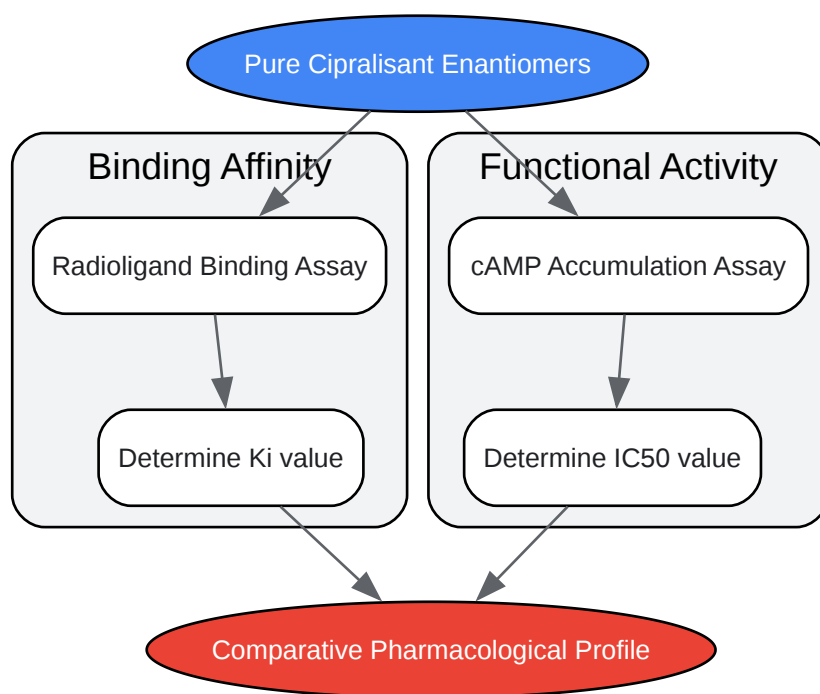 Pure Cipralisant Enantiomers
Binding Affinity
Functional Activity
Radioligand Binding Assay
cAMP Accumulation Assay
Determine Ki value
Determine IC50 value
Comparative Pharmacological Profile